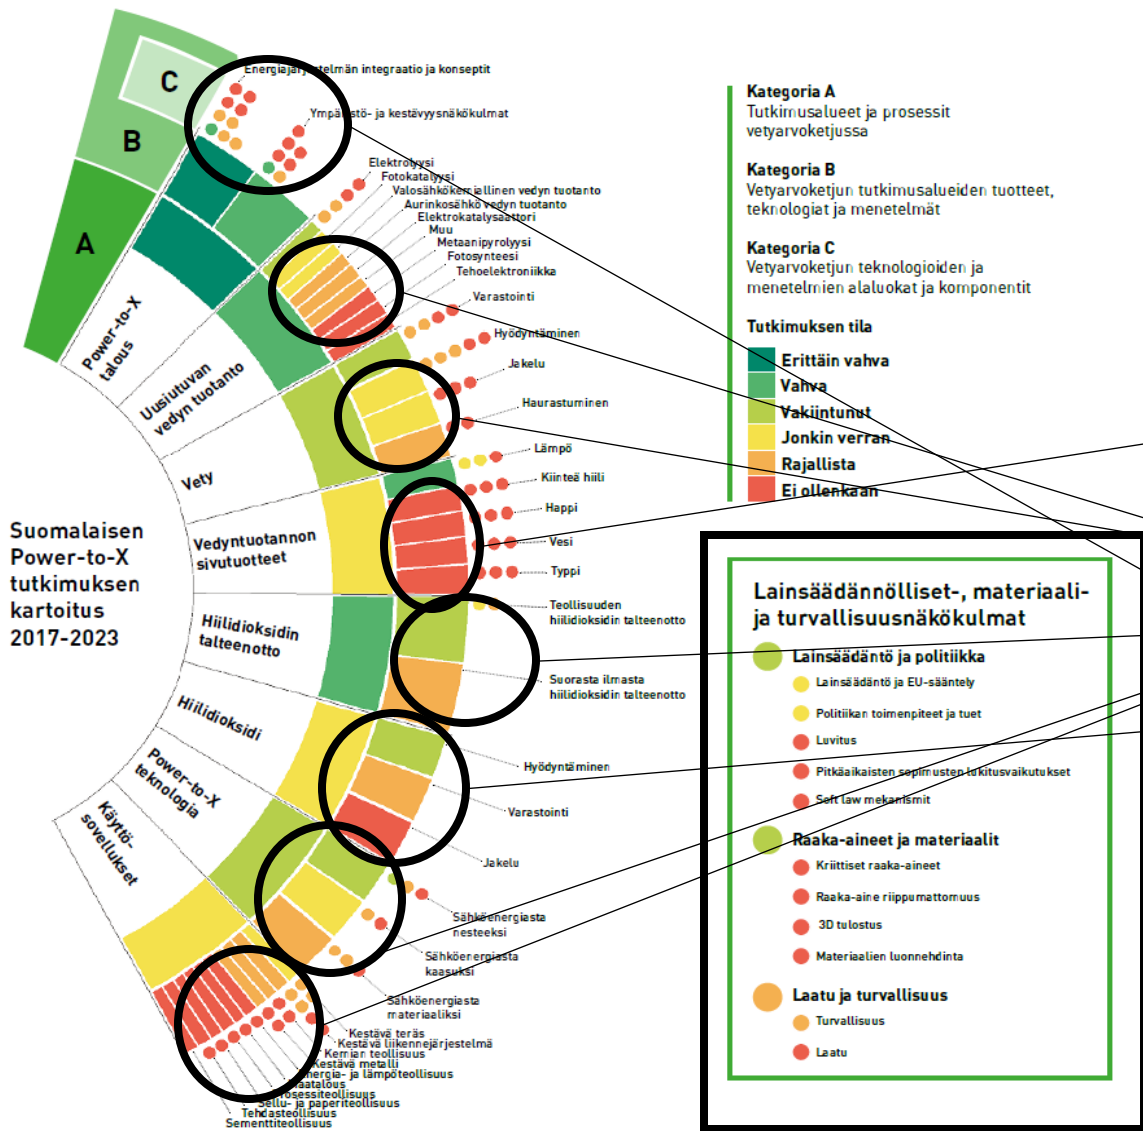 C
B
A
Energiajärjestelmän integraatio ja konseptit
Ympäristö- ja kestävyysnäkökulmat
Elektrolyysi
Fotokatalyysi
Valosähkökemiallinen vedyn tuotanto
Aurinkosähkö vedyn tuotanto
Elektrokatalysaattori
Muu
Metaanipyrolyysi
Fotosynteesi
Tehoelektroniikka
Varastointi
Hyödyntäminen
Jakelu
Haurastuminen
Lämpö
Kiinteä hiili
Happi
Vesi
Typpi
Teollisuuden
hiilidioksidin talteenotto
Suorasta ilmasta
hiilidioksidin talteenotto
Hyödyntäminen
Varastointi
Jakelu
Sähköenergiasta
nesteeksi
Sähköenergiasta
kaasuksi
Sähköenergiasta
materiaaliksi
Kestävä teräs
Kestävä liikennejärjestelmä
Kemian teollisuus
Kestävä metalli
Energia- ja lämpöteollisuus
Maatalous
Prosessiteollisuus
Sellu- ja paperiteollisuus
Tehdasteollisuus
Sementtiteollisuus
Power-to-X
talous
Uusiutuvan
vedyn tuotanto
Vety
Vedyntuotannon
sivutuotteet
Hiilidioksidin
talteenotto
Hiilidioksidi
Power-to-X
teknologia
Käyttö-
sovellukset
Suomalaisen
Power-to-X
tutkimuksen
kartoitus
2017-2023
Kategoria A
Tutkimusalueet ja prosessit
vetyarvoketjussa
Kategoria B
Vetyarvoketjun tutkimusalueiden tuotteet,
teknologiat ja menetelmät
Kategoria C
Vetyarvoketjun teknologioiden ja
menetelmien alaluokat ja komponentit
Tutkimuksen tila
Erittäin vahva
Vahva
Vakiintunut
Jonkin verran
Rajallista
Ei ollenkaan
Lainsäädännölliset-, materiaali-
ja turvallisuusnäkökulmat
Lainsäädäntö ja politiikka
Lainsäädäntö ja EU-sääntely
Politiikan toimenpiteet ja tuet
Luvitus
Pitkäaikaisten sopimusten lukitusvaikutukset
Soft law mekanismit
Raaka-aineet ja materiaalit
Kriittiset raaka-aineet
Raaka-aine riippumattomuus
3D tulostus
Materiaalien luonnehdinta
Laatu ja turvallisuus
Turvallisuus
Laatu